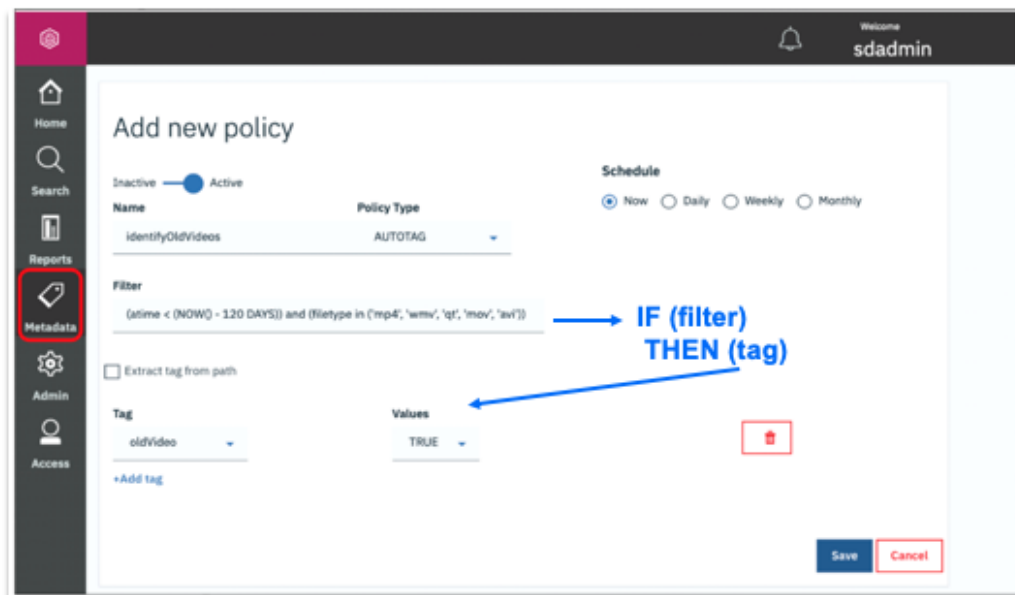 Welcome
sdadmin
Home
Search
Reports
Metadata
Admin
Access
Add new policy
Inactive Active
Schedule
Now Daily Weekly Monthly
Name Policy Type
identifyOldVideos AUTOTAG
Filter
(atime < (NOW() - 120 DAYS)) and (filetype in ('mp4', 'wmv', 'qt', 'mov', 'avi'))
IF (filter)
THEN (tag)
Extract tag from path
Tag Values
oldVideo TRUE
+Add tag
Save Cancel